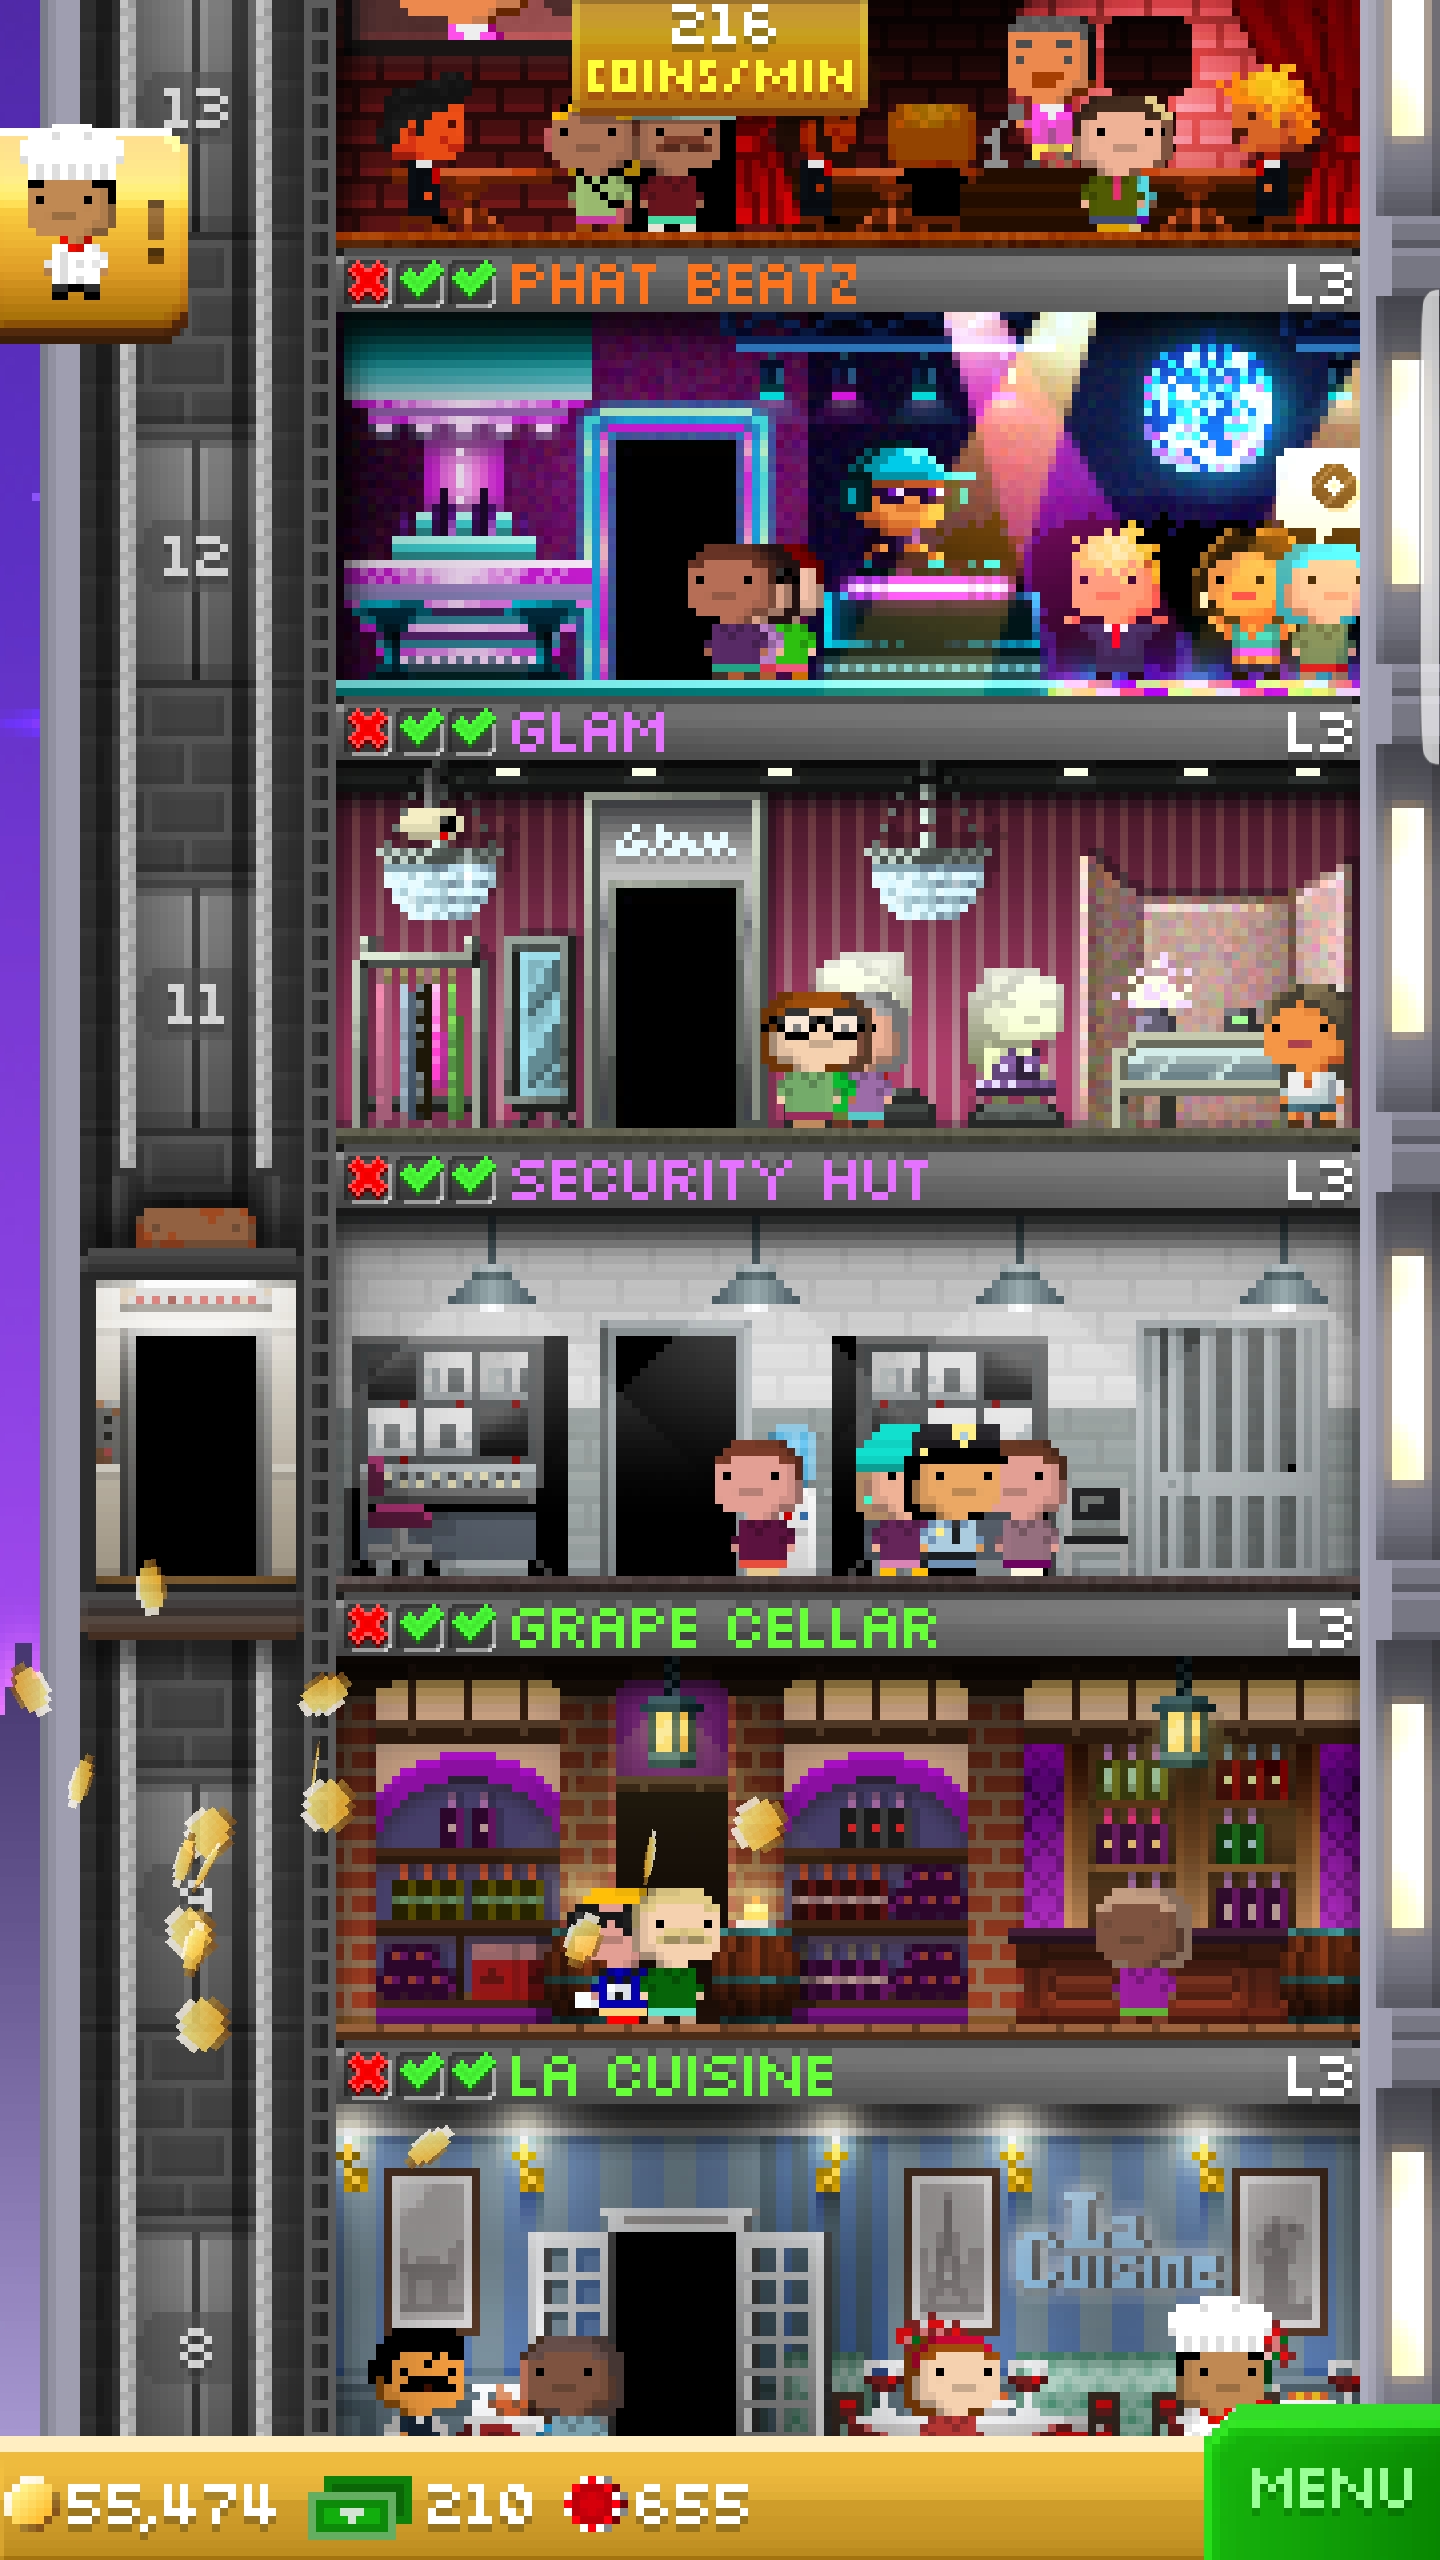 216
COINS/MIN
13
!
PHAT BEATZ L3
12
GLAM L3
Glam
11
SECURITY HUT L3
GRAPE CELLAR L3
LA CUISINE L3
La
Cuisine
8
55,474 210 655
MENU